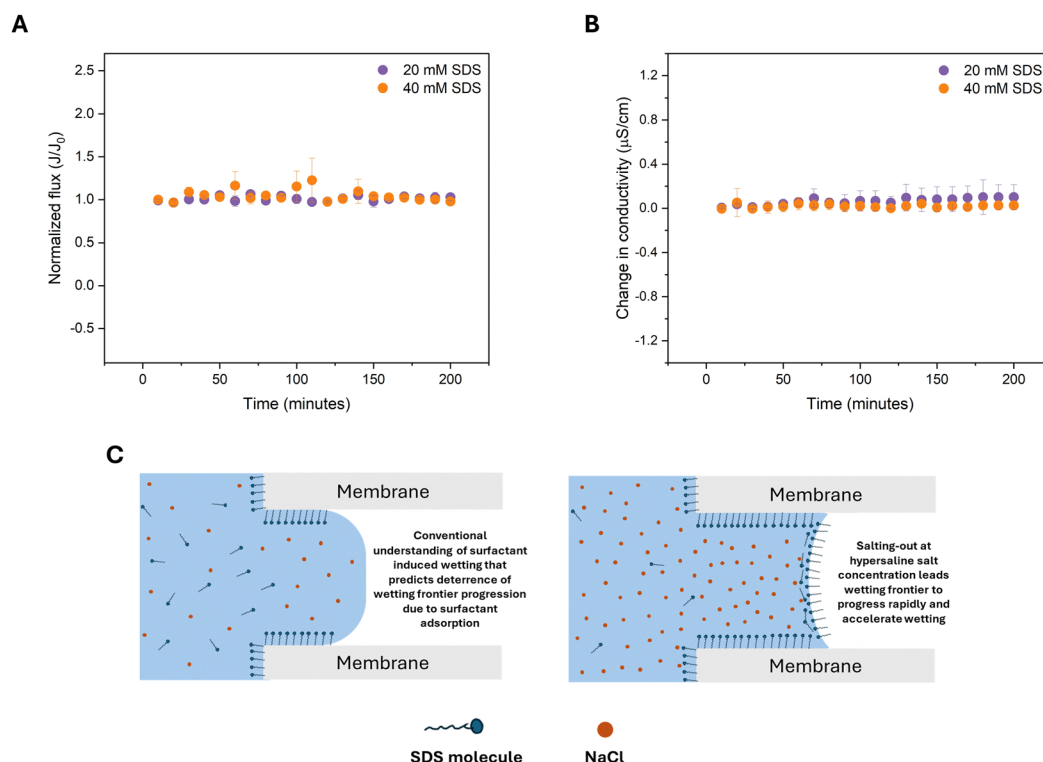 A
20 mM SDS
40 mM SDS
2.5
2.0
1.5
1.0
0.5
0.0
-0.5
Normalized flux (J/J₀)
0
50
100
150
200
Time (minutes)
B
20 mM SDS
40 mM SDS
1.2
0.8
0.4
0.0
-0.4
-0.8
-1.2
Change in conductivity (μS/cm)
0
50
100
150
200
Time (minutes)
C
Membrane
Conventional
understanding of surfactant
induced wetting that
predicts deterrence of
wetting frontier progression
due to surfactant
adsorption
Membrane
Membrane
Salting-out at
hypersaline salt
concentration leads
wetting frontier to
progress rapidly and
accelerate wetting
Membrane
SDS molecule
NaCl